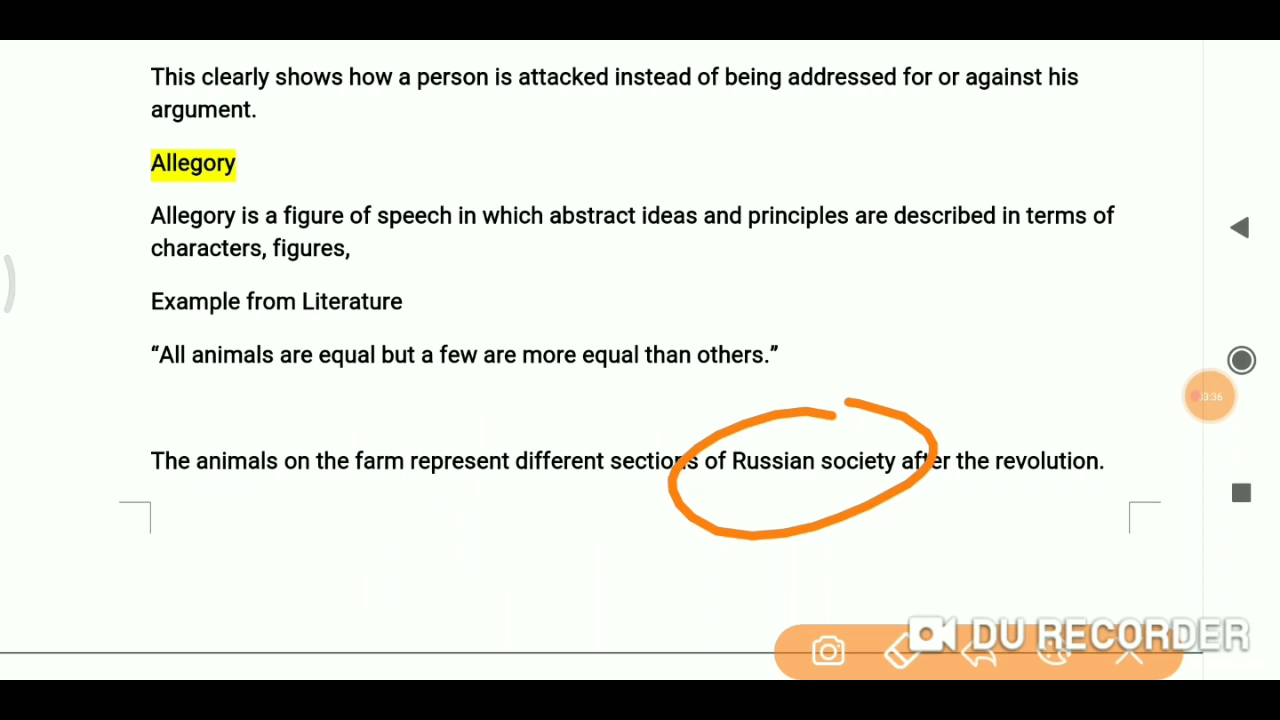 This clearly shows how a person is attacked instead of being addressed for or against his
argument.
Allegory
Allegory is a figure of speech in which abstract ideas and principles are described in terms of
characters, figures,
Example from Literature
“All animals are equal but a few are more equal than others.”
The animals on the farm represent different sections of Russian society after the revolution.
03:36
DU RECORDER